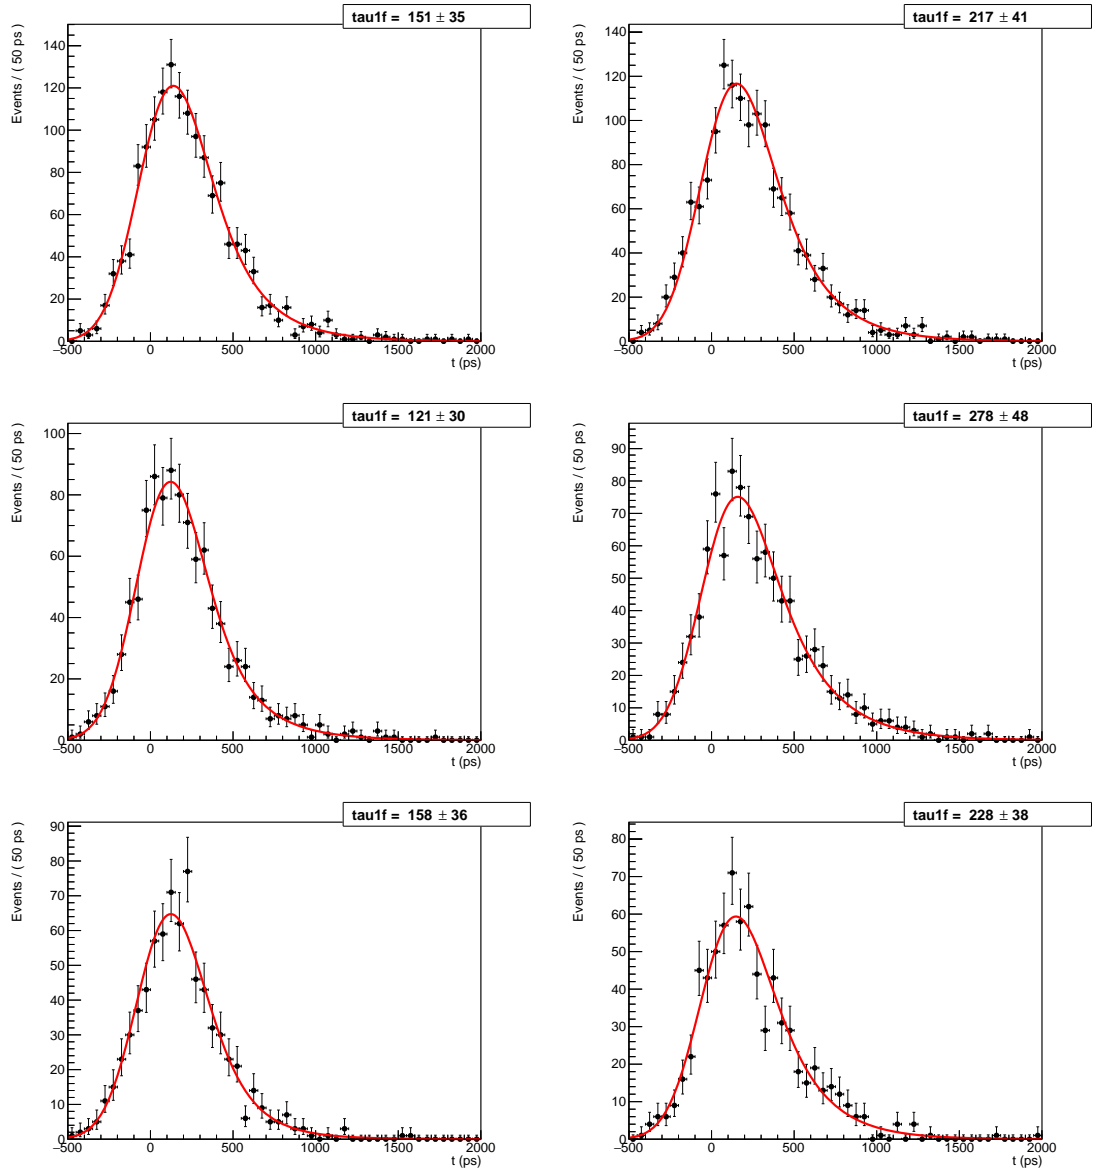 tau1f = 151 ± 35
Events / ( 50 ps )
140
120
100
80
60
40
20
0
−500 0 500 1000 1500 2000
t (ps)
tau1f = 217 ± 41
Events / ( 50 ps )
140
120
100
80
60
40
20
0
−500 0 500 1000 1500 2000
t (ps)
tau1f = 121 ± 30
Events / ( 50 ps )
100
80
60
40
20
0
−500 0 500 1000 1500 2000
t (ps)
tau1f = 278 ± 48
Events / ( 50 ps )
90
80
70
60
50
40
30
20
10
0
−500 0 500 1000 1500 2000
t (ps)
tau1f = 158 ± 36
Events / ( 50 ps )
90
80
70
60
50
40
30
20
10
0
−500 0 500 1000 1500 2000
t (ps)
tau1f = 228 ± 38
Events / ( 50 ps )
80
70
60
50
40
30
20
10
0
−500 0 500 1000 1500 2000
t (ps)